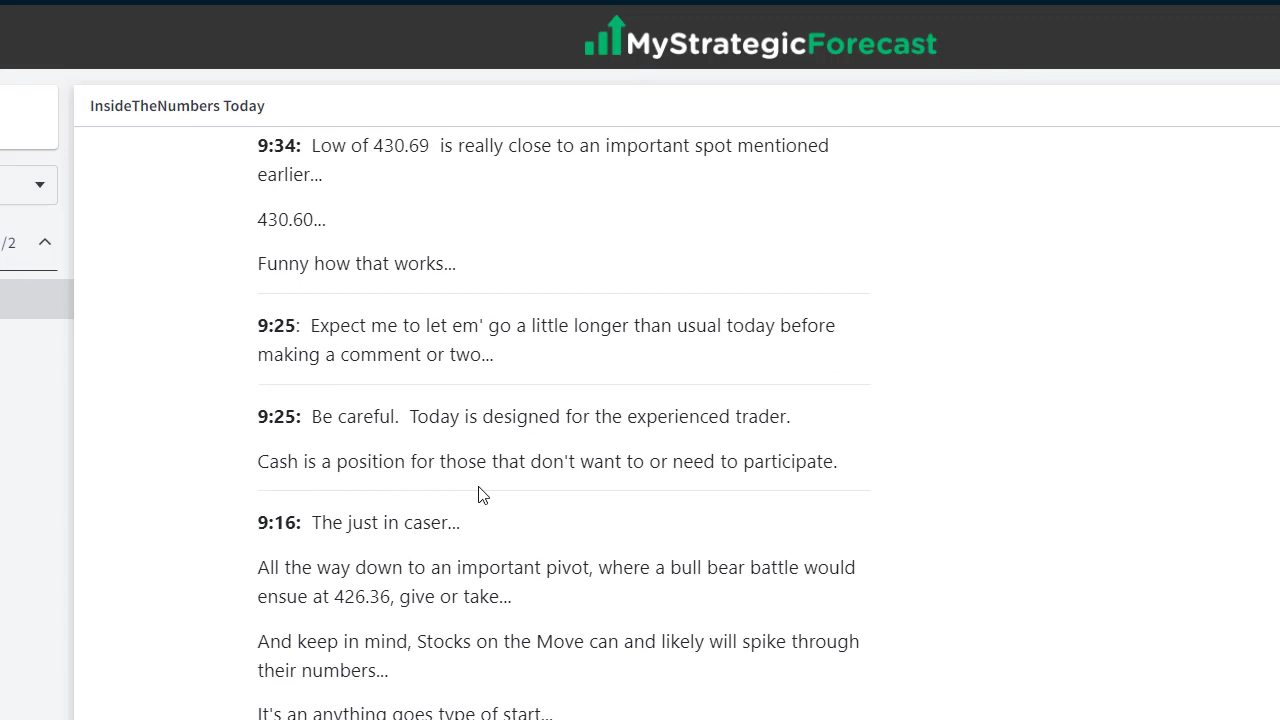 MyStrategicForecast
InsideTheNumbers Today
/2
9:34: Low of 430.69 is really close to an important spot mentioned
earlier...
430.60...
Funny how that works...
9:25: Expect me to let em' go a little longer than usual today before
making a comment or two...
9:25: Be careful. Today is designed for the experienced trader.
Cash is a position for those that don't want to or need to participate.
9:16: The just in caser...
All the way down to an important pivot, where a bull bear battle would
ensue at 426.36, give or take...
And keep in mind, Stocks on the Move can and likely will spike through
their numbers...
It's an anything goes type of start...